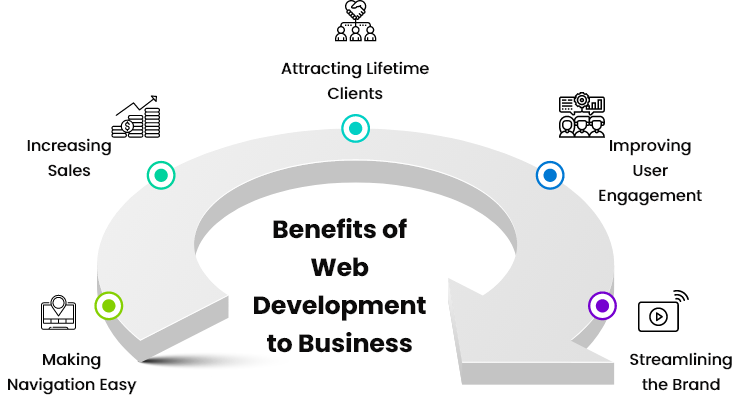 Attracting Lifetime
Clients
Increasing
Sales
Improving
User
Engagement
Benefits of
Web
Development
to Business
Making
Navigation Easy
Streamlining
the Brand